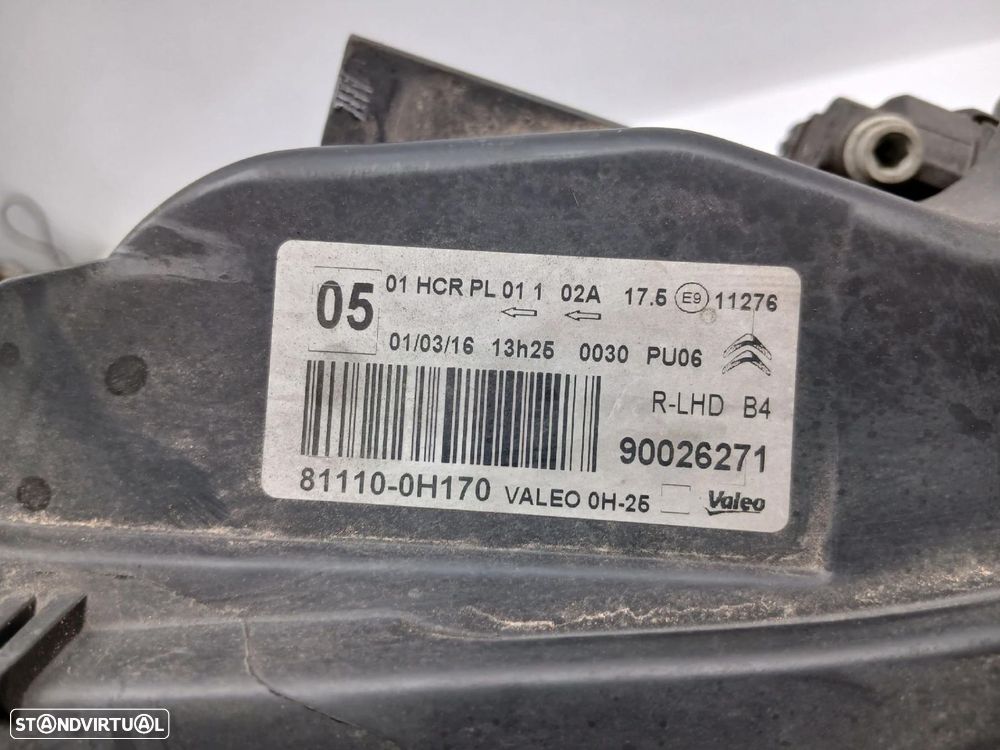 05 01 HCR PL 01 1 02A 17.5 E9 11276
01/03/16 13h25 0030 PU06
R-LHD B4
90026271
81110-0H170 VALEO 0H-25 Valeo
STANDVIRTUAL